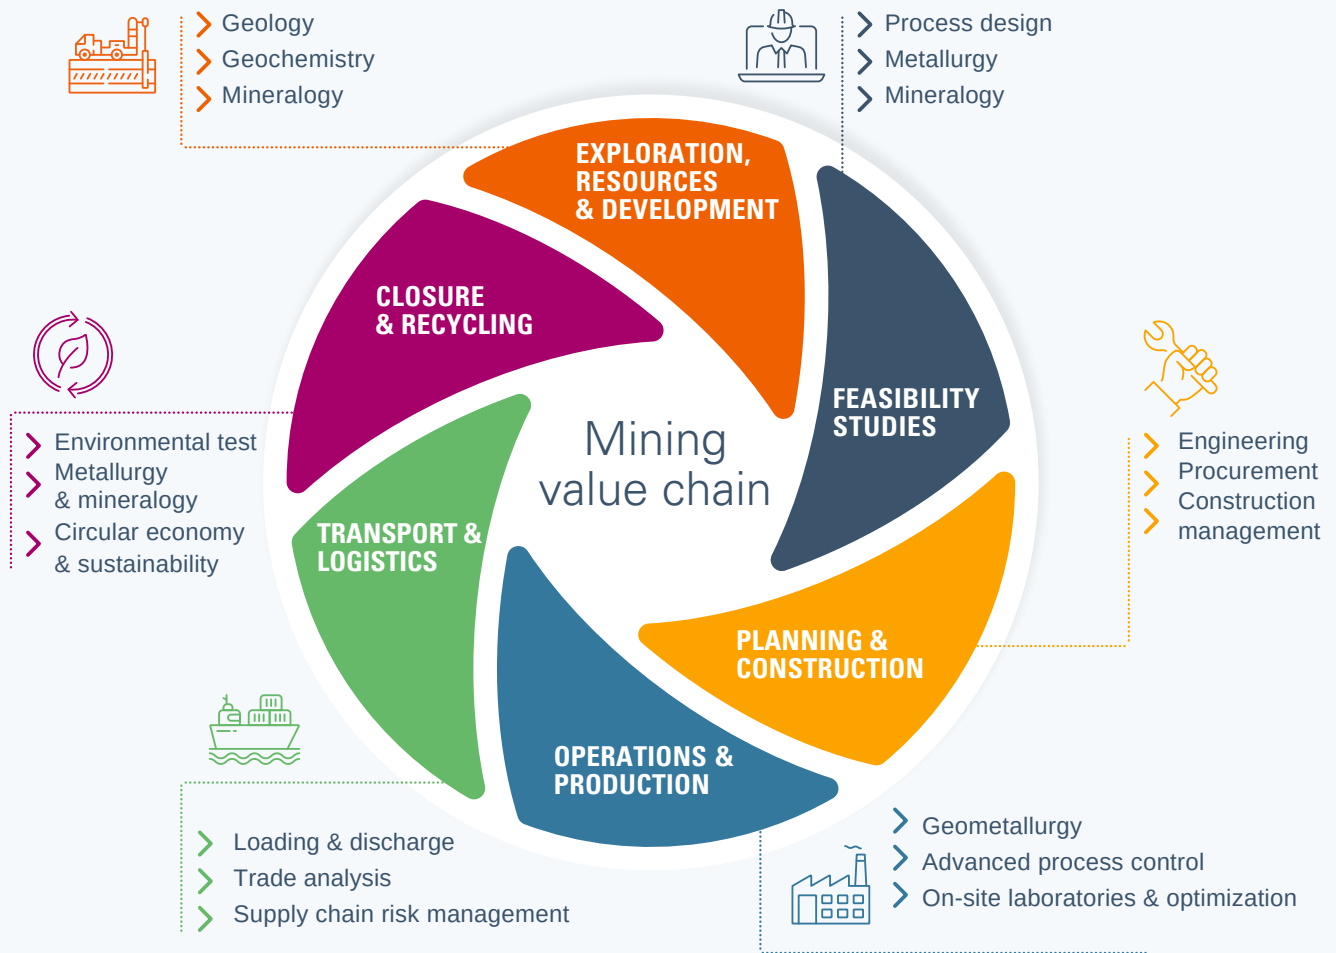 Geology
Geochemistry
Mineralogy
Process design
Metallurgy
Mineralogy
EXPLORATION,
RESOURCES
& DEVELOPMENT
CLOSURE
& RECYCLING
FEASIBILITY
STUDIES
Mining
value chain
Environmental test
Metallurgy
& mineralogy
Circular economy
& sustainability
Engineering
Procurement
Construction
management
TRANSPORT &
LOGISTICS
PLANNING &
CONSTRUCTION
OPERATIONS &
PRODUCTION
Loading & discharge
Trade analysis
Supply chain risk management
Geometallurgy
Advanced process control
On-site laboratories & optimization